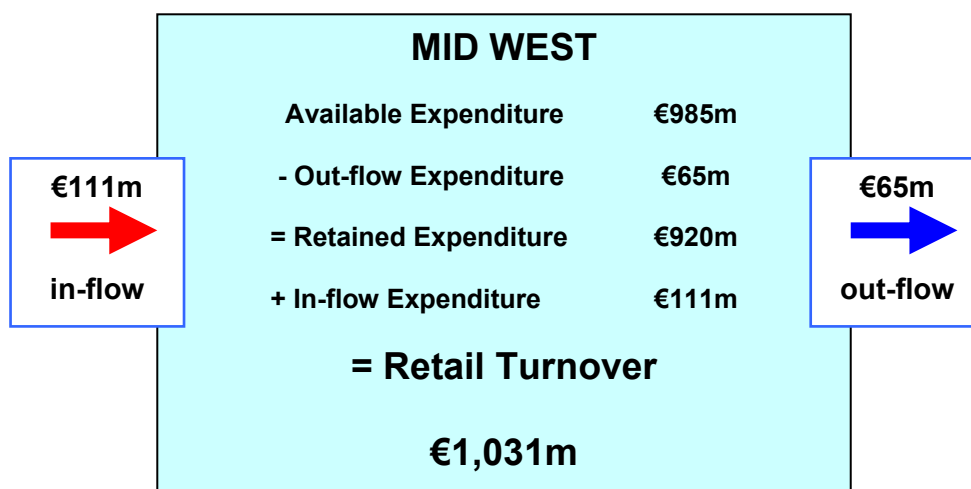 MID WEST
Available Expenditure €985m
- Out-flow Expenditure €65m
= Retained Expenditure €920m
+ In-flow Expenditure €111m
= Retail Turnover
€1,031m
€111m
in-flow
€65m
out-flow